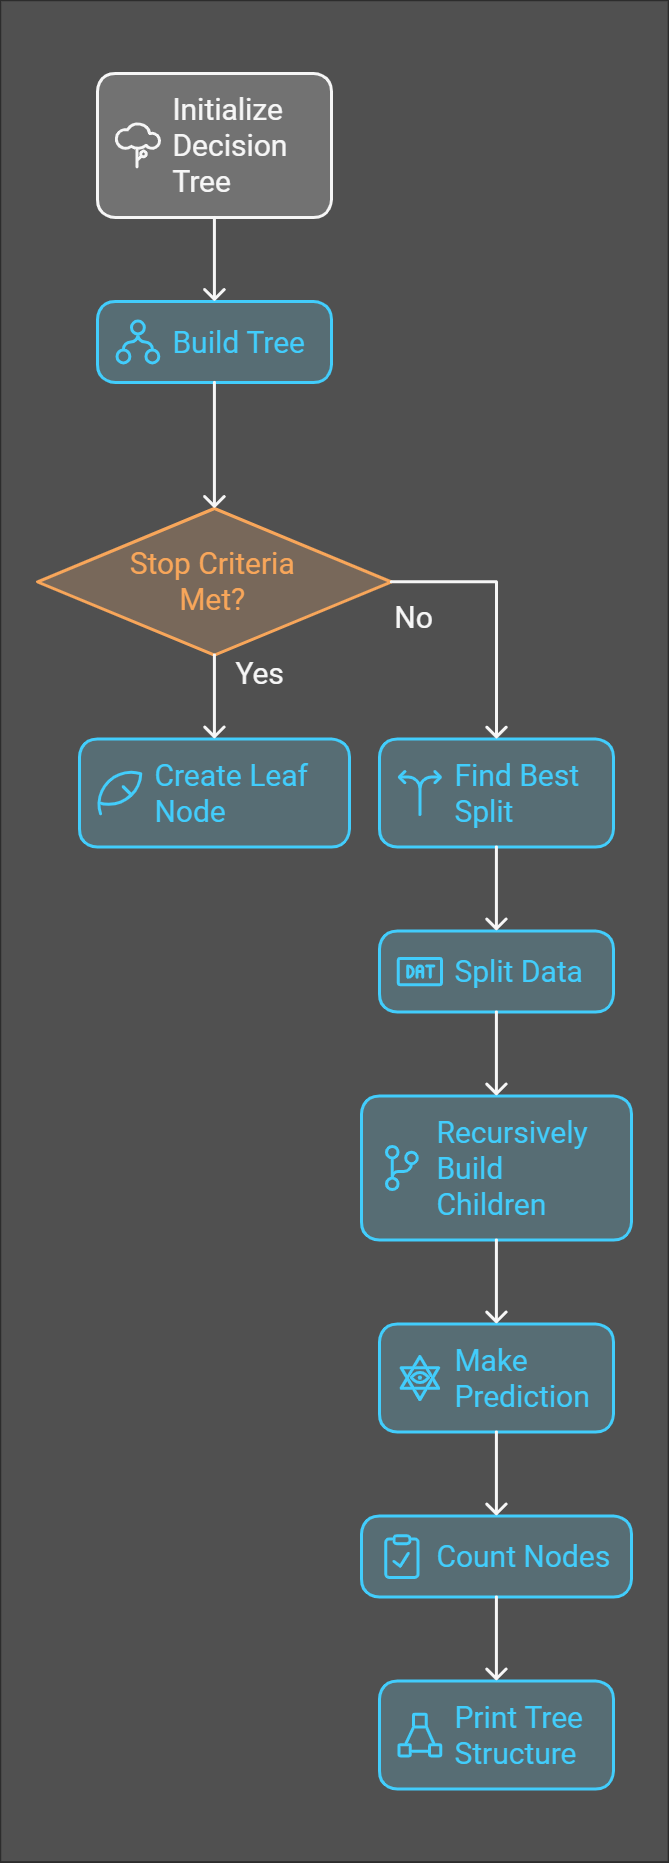 Initialize
Decision
Tree
Build Tree
Stop Criteria
Met?
No
Yes
Create Leaf
Node
Find Best
Split
DAT
Split Data
Recursively
Build
Children
Make
Prediction
Count Nodes
Print Tree
Structure